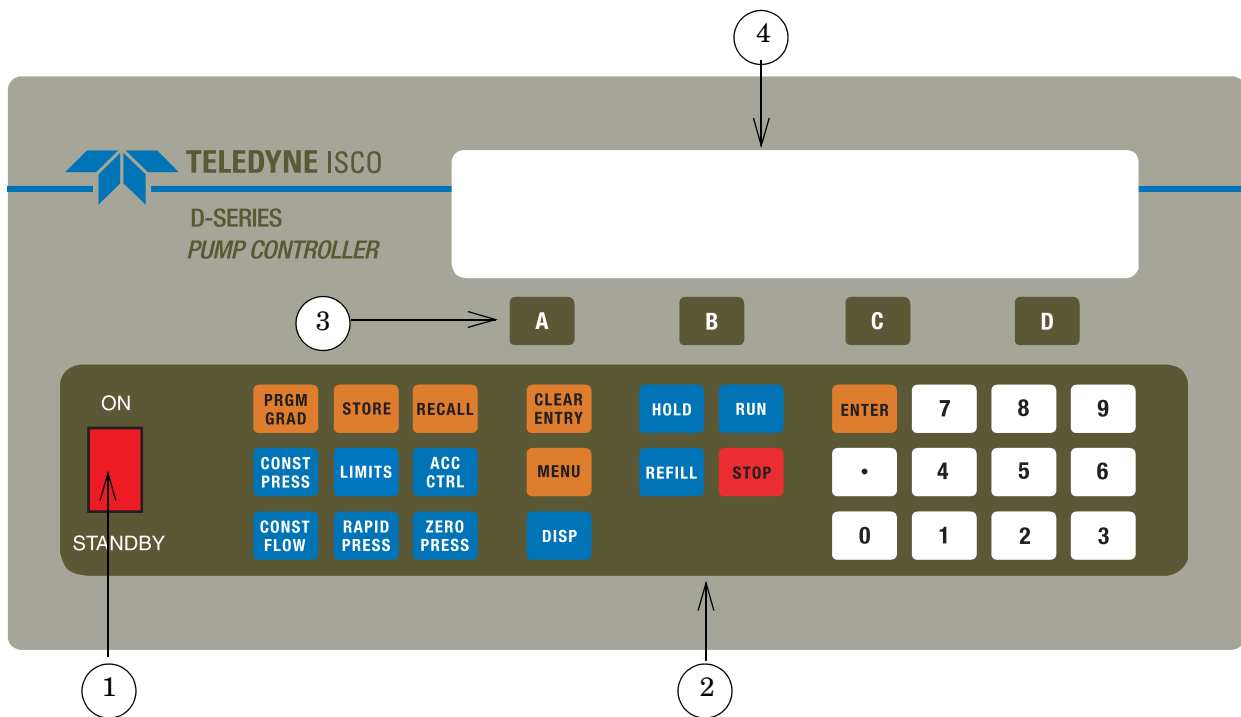 4
TELEDYNE ISCO
D-SERIES
PUMP CONTROLLER
3
A B C D
ON
STANDBY
PRGM GRAD
STORE
RECALL
CLEAR ENTRY
HOLD
RUN
ENTER
7
8
9
CONST PRESS
LIMITS
ACC CTRL
MENU
REFILL
STOP
.
4
5
6
CONST FLOW
RAPID PRESS
ZERO PRESS
DISP
0
1
2
3
1
2